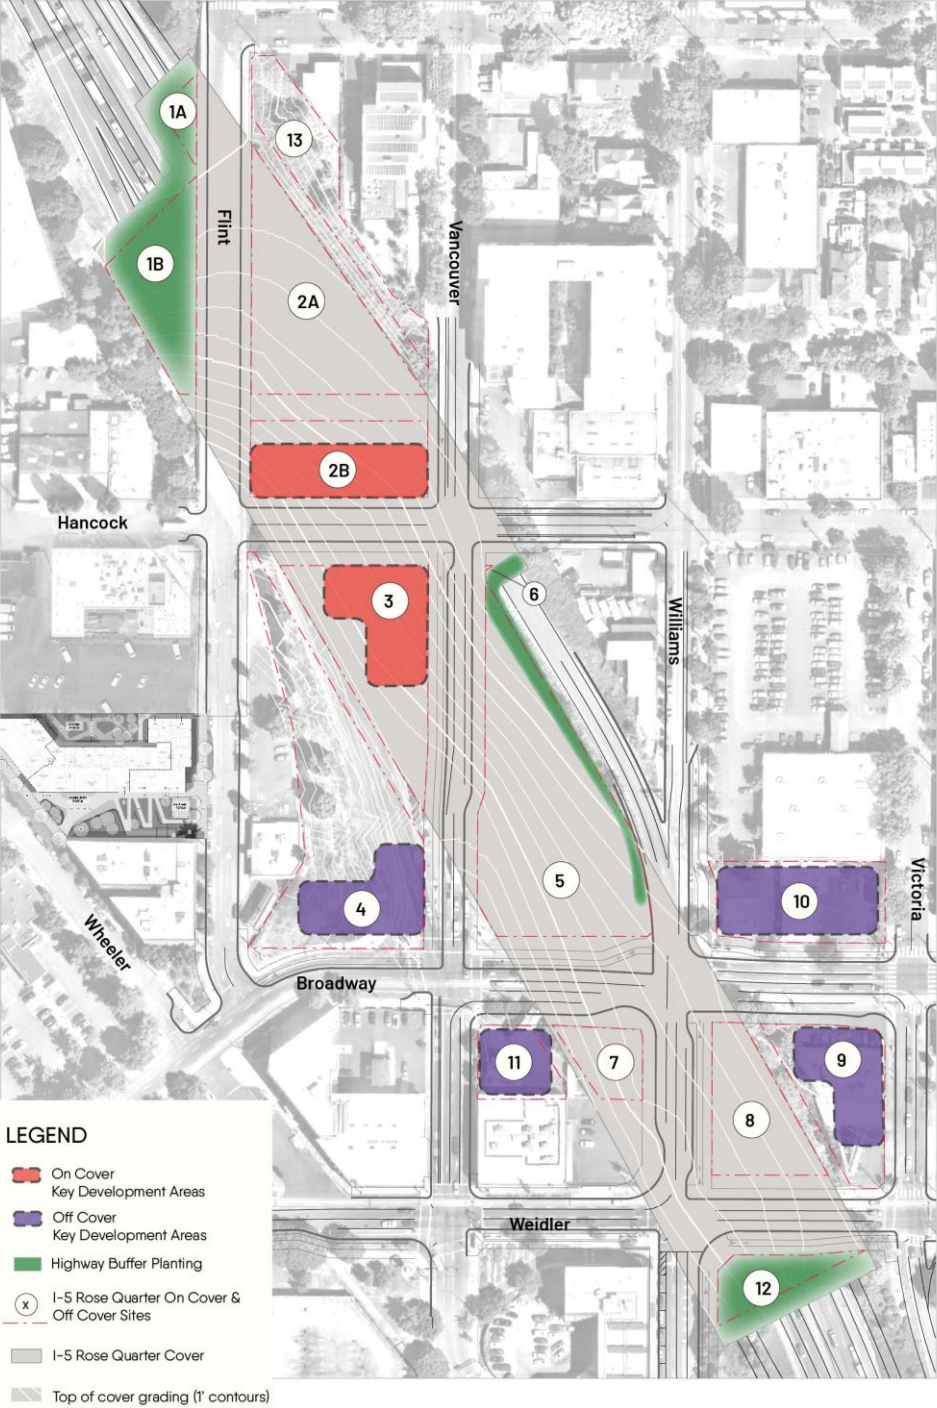 1A
13
Flint
Vancouver
1B
2A
2B
Hancock
3
6
Williams
5
4
10
Victoria
Wheeler
Broadway
11
7
9
8
Weidler
12
LEGEND
On Cover
Key Development Areas
Off Cover
Key Development Areas
Highway Buffer Planting
X
I-5 Rose Quarter On Cover &
Off Cover Sites
I-5 Rose Quarter Cover
Top of cover grading (1' contours)